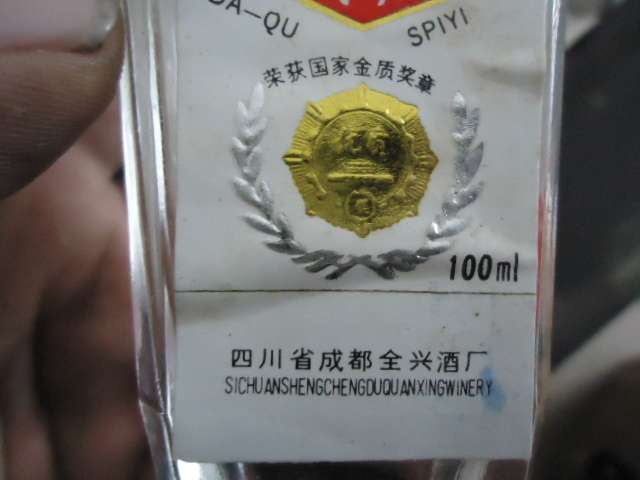 DA-QU SPIYI
荣获国家金质奖章
100ml
四川省成都全兴酒厂
SICHUANSHENGCHENGDUQUANXINGWINERY